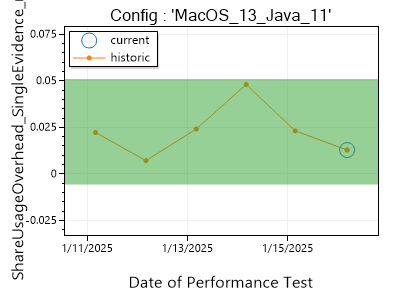 Config : 'MacOS_13_Java_11'
current
historic
0.075
0.05
0.025
0
-0.025
ShareUsageOverhead_SingleEvidence_
1/11/2025
1/13/2025
1/15/2025
Date of Performance Test